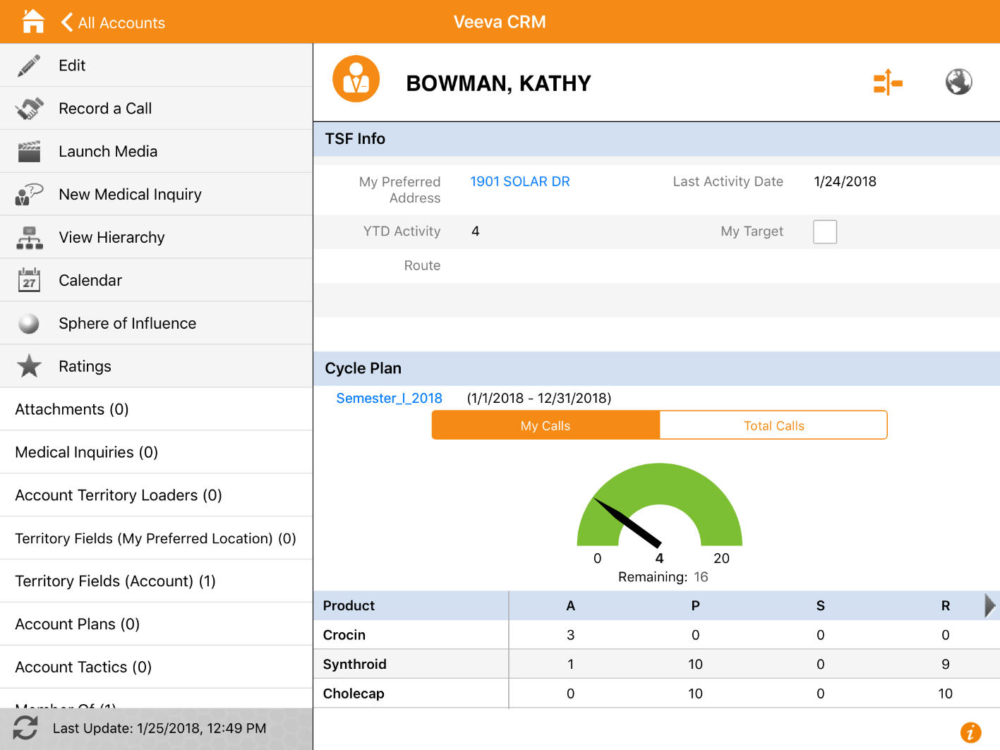 All Accounts
Veeva CRM
Edit
Record a Call
Launch Media
New Medical Inquiry
View Hierarchy
27
Calendar
Sphere of Influence
Ratings
Attachments (0)
Medical Inquiries (0)
Account Territory Loaders (0)
Territory Fields (My Preferred Location) (0)
Territory Fields (Account) (1)
Account Plans (0)
Account Tactics (0)
Member Of (1)
Last Update: 1/25/2018, 12:49 PM
BOWMAN, KATHY
TSF Info
My Preferred Address 1901 SOLAR DR Last Activity Date 1/24/2018
YTD Activity 4 My Target
Route
Cycle Plan
Semester_I_2018 (1/1/2018 - 12/31/2018)
My Calls Total Calls
0 4 20
Remaining: 16
Product A P S R
Crocin 3 0 0 0
Synthroid 1 10 0 9
Cholecap 0 10 0 10
i